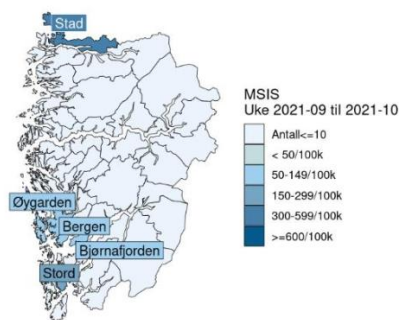 Stad
Øygarden
Bergen
Bjørnafjorden
Stord
MSIS
Uke 2021-09 til 2021-10
Antall<=10
< 50/100k
50-149/100k
150-299/100k
300-599/100k
>=600/100k